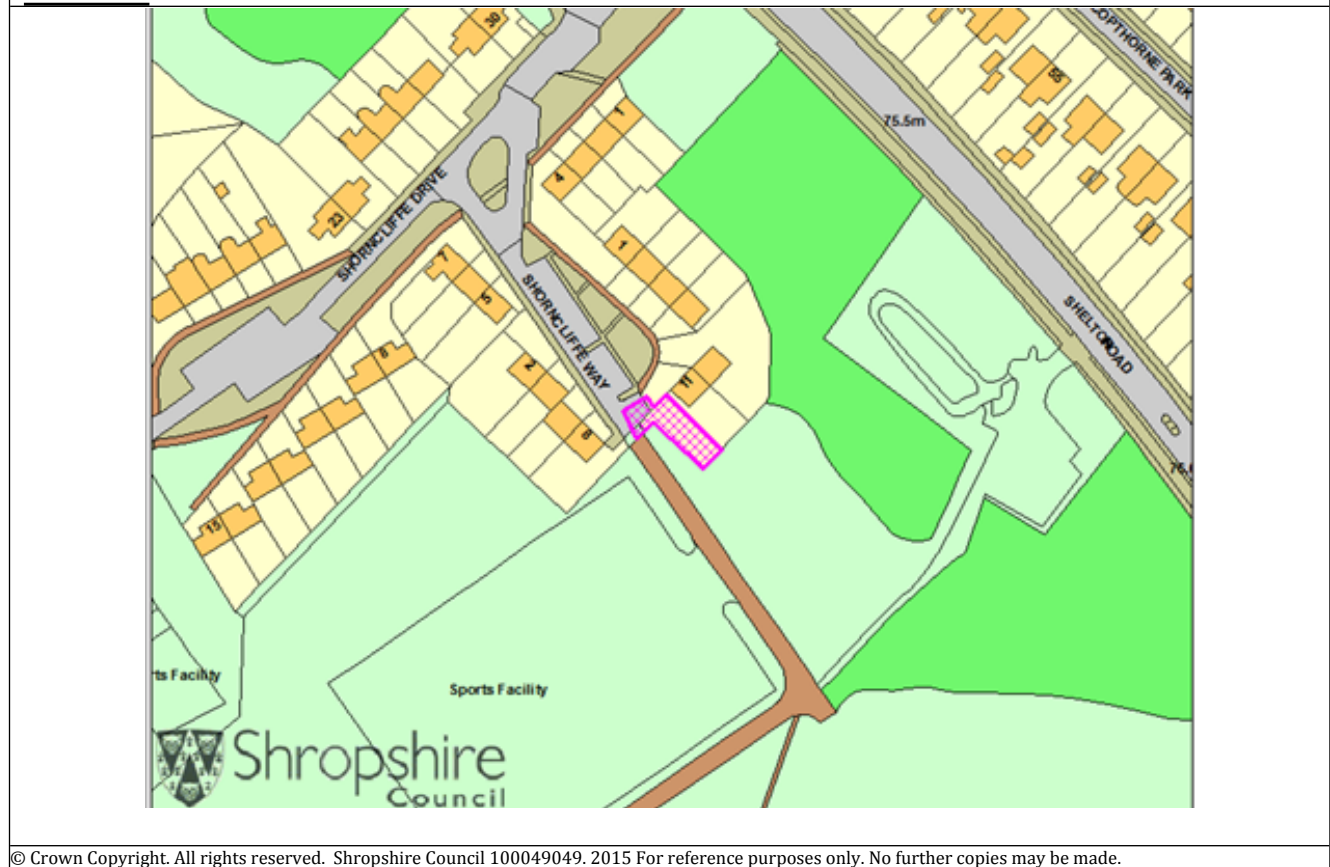 39
COPTHORNE PARK
55
75.5m
1
4
SHORNCLIFFE DRIVE
23
1
7
5
SHORNCLIFFE WAY
SHELTON ROAD
6
2
11
8
15
Sports Facility
rts Facility
Shropshire
Council
© Crown Copyright. All rights reserved. Shropshire Council 100049049. 2015 For reference purposes only. No further copies may be made.